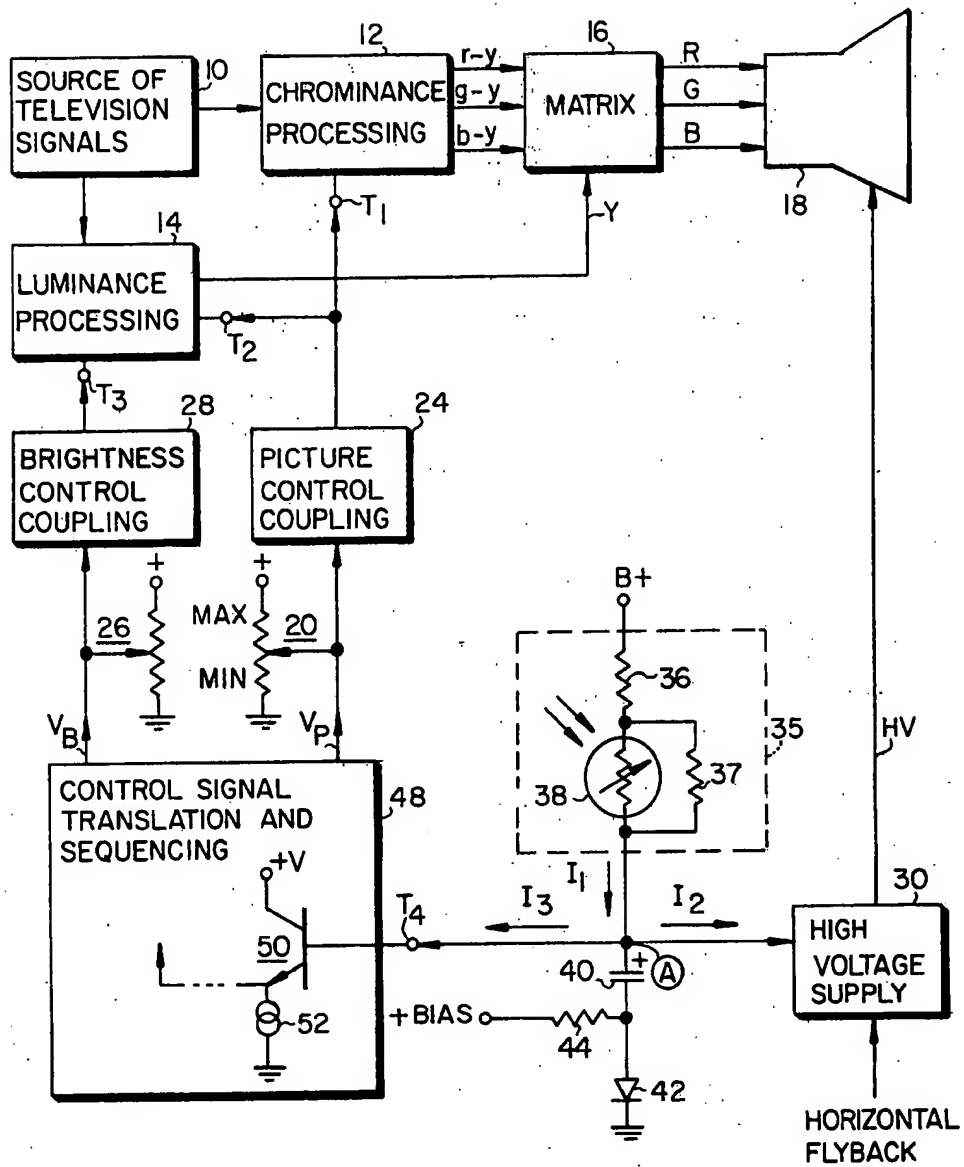 SOURCE OF
TELEVISION
SIGNALS
10
12
CHROMINANCE
PROCESSING
r-y
g-y
b-y
16
MATRIX
R
G
B
18
T1
Y
14
LUMINANCE
PROCESSING
T2
T3
28
BRIGHTNESS
CONTROL
COUPLING
24
PICTURE
CONTROL
COUPLING
+
26
+
MAX
20
MIN
VB
VP
B+
36
35
38
37
HV
CONTROL SIGNAL
TRANSLATION AND
SEQUENCING
48
+V
50
52
T4
I3
I1
I2
A
40
+
+BIAS
44
42
30
HIGH
VOLTAGE
SUPPLY
HORIZONTAL
FLYBACK